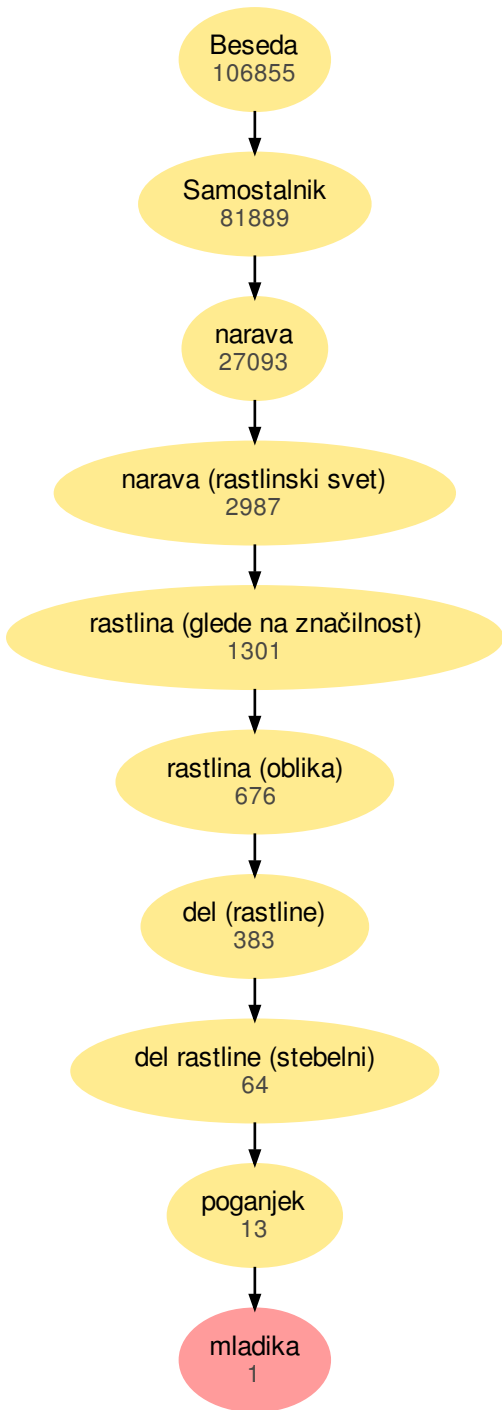 Beseda
106855
Samostalnik
81889
narava
27093
narava (rastlinski svet)
2987
rastlina (glede na značilnost)
1301
rastlina (oblika)
676
del (rastline)
383
del rastline (stebelni)
64
poganjek
13
mladika
1